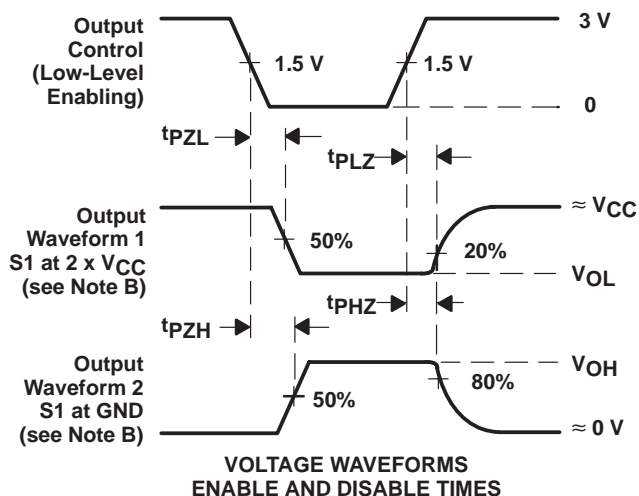 Output
Control
(Low-Level
Enabling)
1.5 V
1.5 V
3 V
0
tPZL
tPLZ
Output
Waveform 1
S1 at 2 x VCC
(see Note B)
50%
20%
≈ VCC
VOL
tPZH
tPHZ
Output
Waveform 2
S1 at GND
(see Note B)
50%
80%
VOH
≈ 0 V
VOLTAGE WAVEFORMS
ENABLE AND DISABLE TIMES